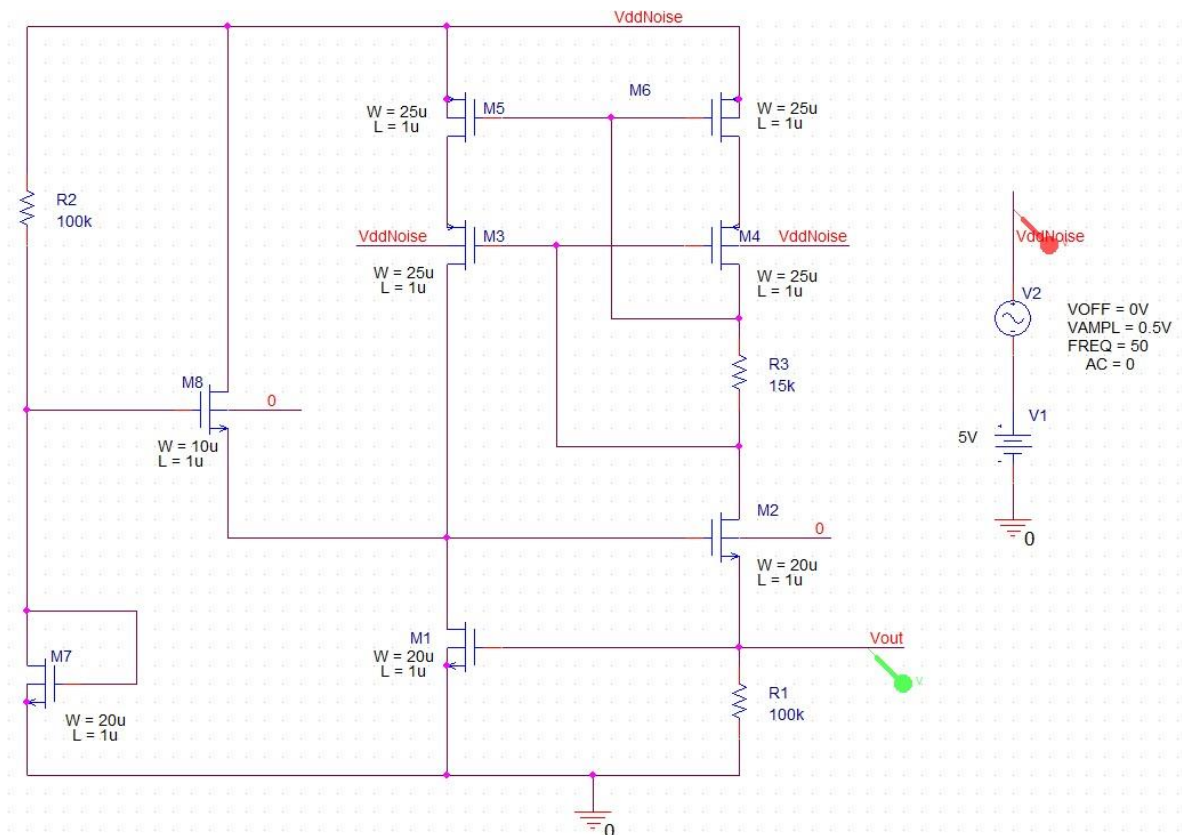 VddNoise
M6
M5
W = 25u
L = 1u
W = 25u
L = 1u
R2
100k
VddNoise
M3
M4
VddNoise
VddNoise
W = 25u
L = 1u
W = 25u
L = 1u
V2
VOFF = 0V
VAMPL = 0.5V
FREQ = 50
AC = 0
R3
15k
M8
0
W = 10u
L = 1u
V1
5V
M2
0
0
W = 20u
L = 1u
M1
Vout
W = 20u
L = 1u
V
M7
R1
100k
W = 20u
L = 1u
0